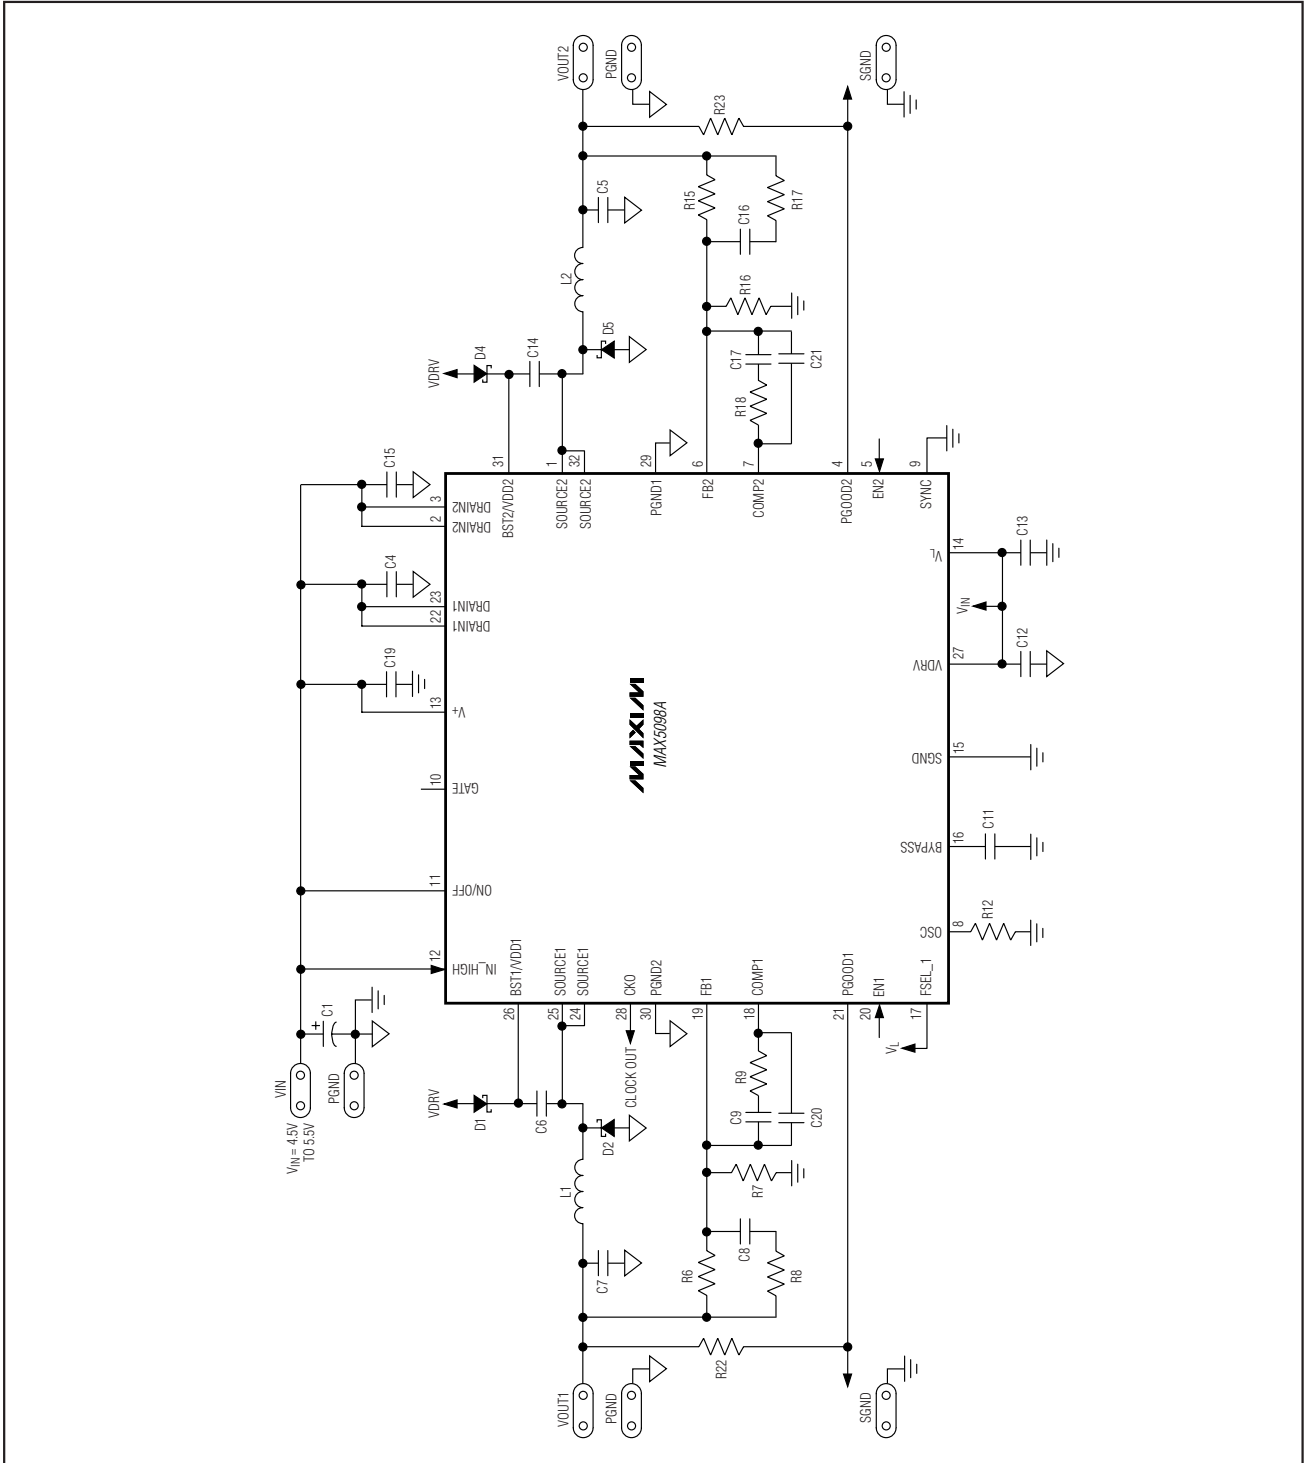 VOUT2
PGND
SGND
R23
C5
R15
C16
R17
L2
R16
D5
D4
VDRV
C14
C17
C21
R18
C15
31
1
32
29
6
7
4
5
9
BST2/VDD2
SOURCE2
SOURCE2
PGND1
FB2
COMP2
PGOOD2
EN2
SYNC
3
DRAIN2
2
DRAIN2
C4
23
DRAIN1
22
DRAIN1
C19
13
V+
10
GATE
11
ON/OFF
12
IN_HIGH
MAXIM
MAX5098A
14
VL
C13
VIN
27
VDRV
C12
15
SGND
16
BYPASS
C11
8
OSC
R12
BST1/VDD1
SOURCE1
SOURCE1
CKO
PGND2
FB1
COMP1
PGOOD1
EN1
FSEL_1
26
25
24
28
30
19
18
21
20
17
C1
+
VIN
PGND
VIN = 4.5V
TO 5.5V
VDRV
D1
C6
CLOCK OUT
VL
R9
C9
C20
D2
L1
R7
C8
C7
R6
R8
R22
VOUT1
PGND
SGND